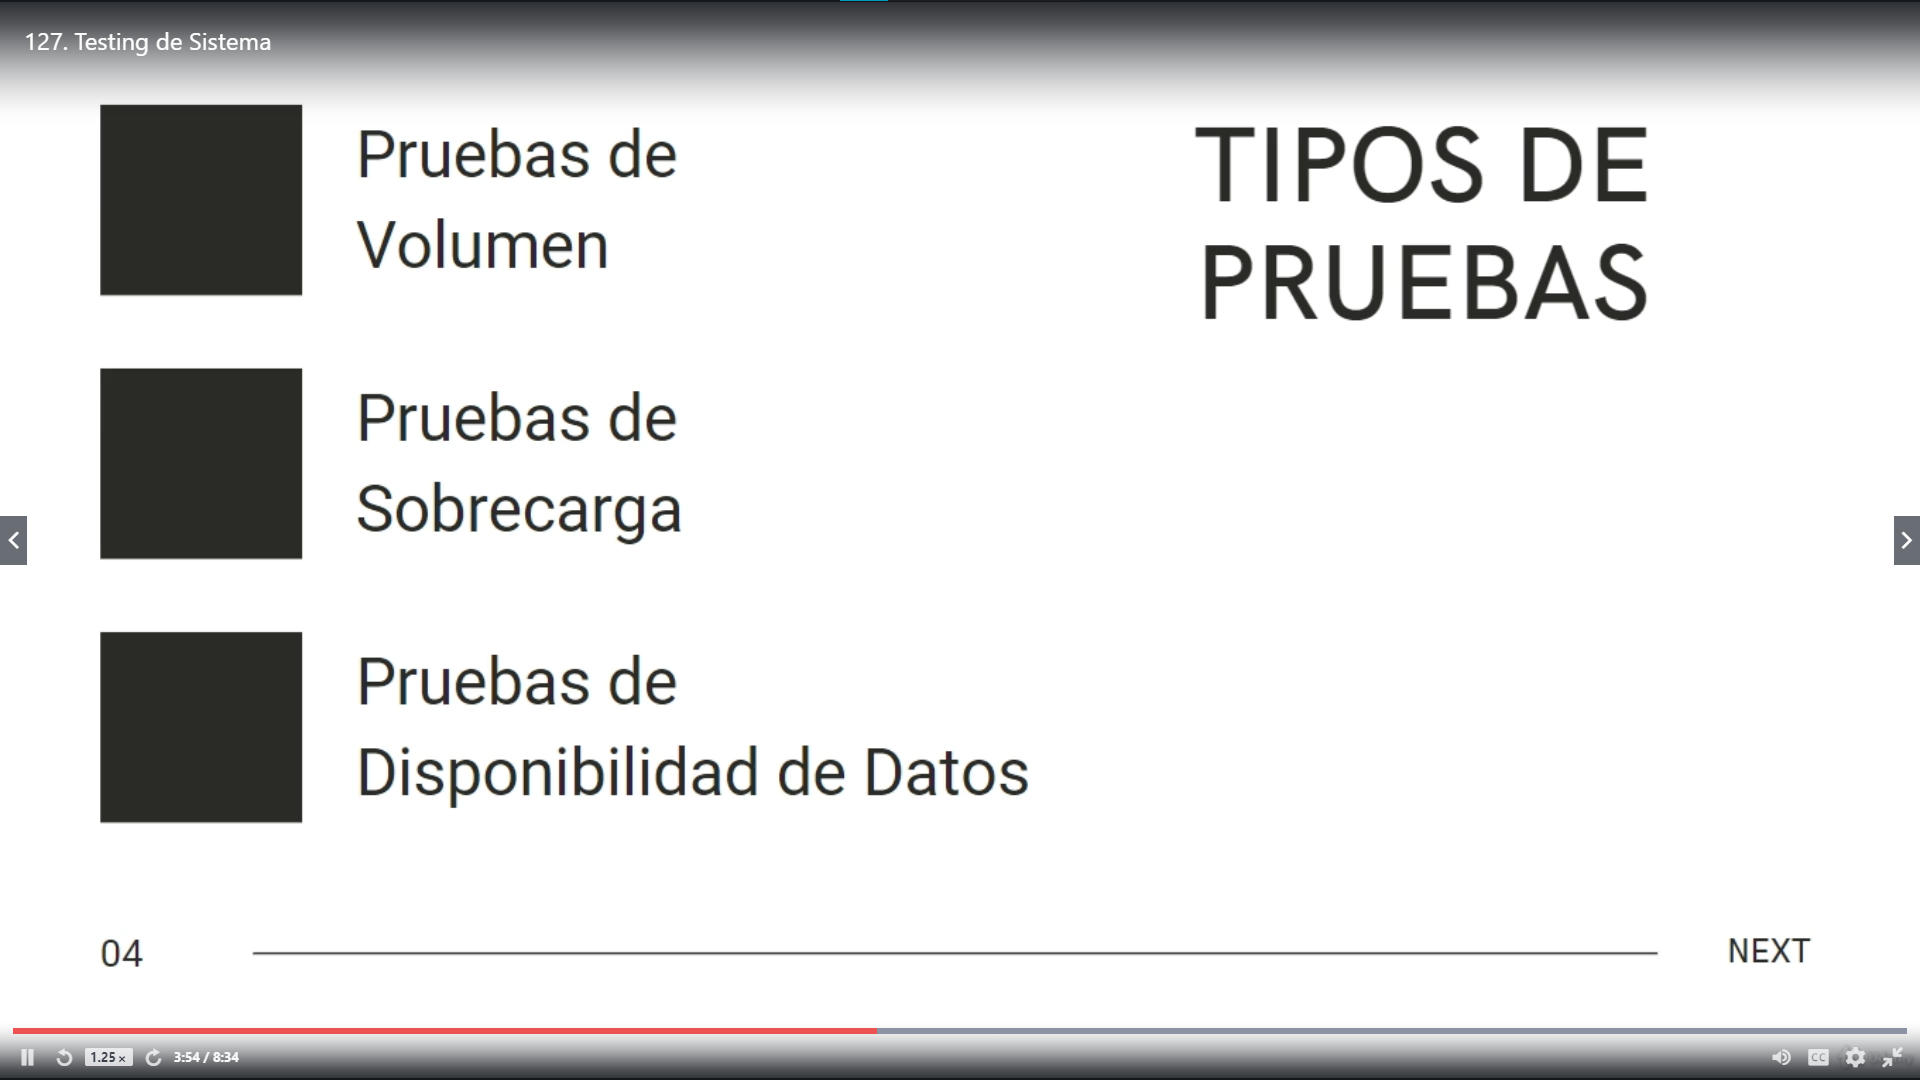 127. Testing de Sistema
Pruebas de
Volumen
TIPOS DE
PRUEBAS
Pruebas de
Sobrecarga
Pruebas de
Disponibilidad de Datos
04
NEXT
1.25 x
3:54 / 8:34
CC